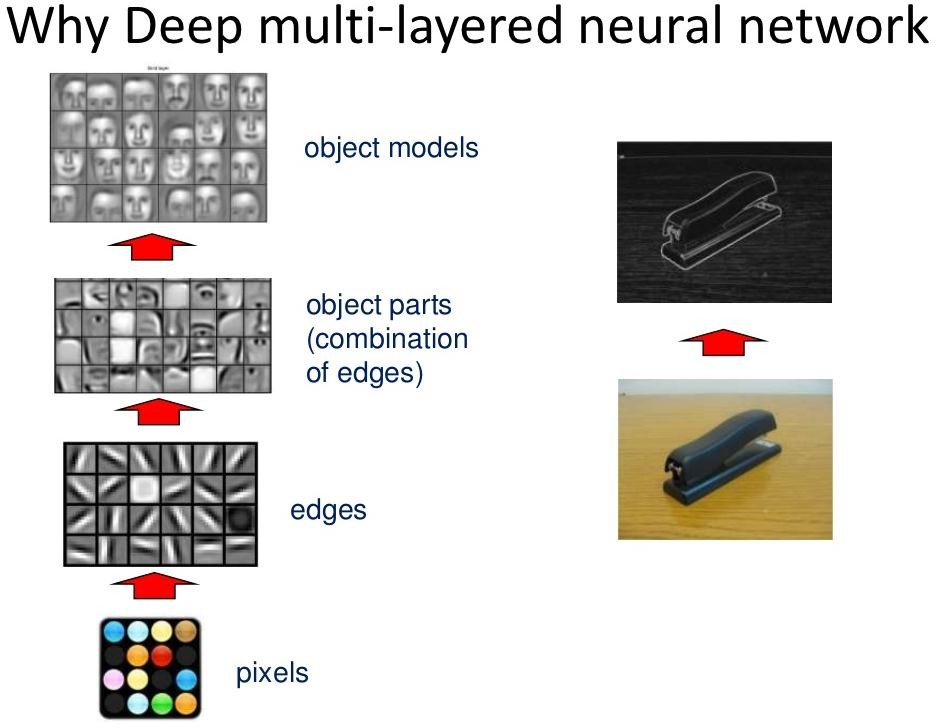 Why Deep multi-layered neural network
object models
object parts
(combination
of edges)
edges
pixels